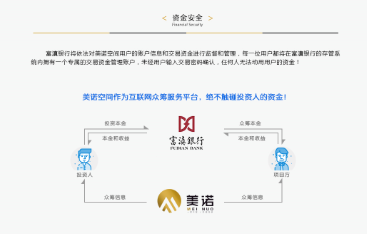 < 资金安全 >
Financial Security
富滇银行将依法对美诺空间用户的账户信息和交易资金进行监督和管理，每一位用户都将在富滇银行的存管系
统内拥有一个专属的交易资金管理账户，未经用户输入交易密码确认，任何人无法动用用户的资金！
美诺空间作为互联网众筹服务平台，绝不触碰投资人的资金！
投资本金
众筹本金
本金和收益
本金和收益
富滇银行
FUDIAN BANK
投资人
项目方
众筹信息
美诺
MEI NUO
众筹信息